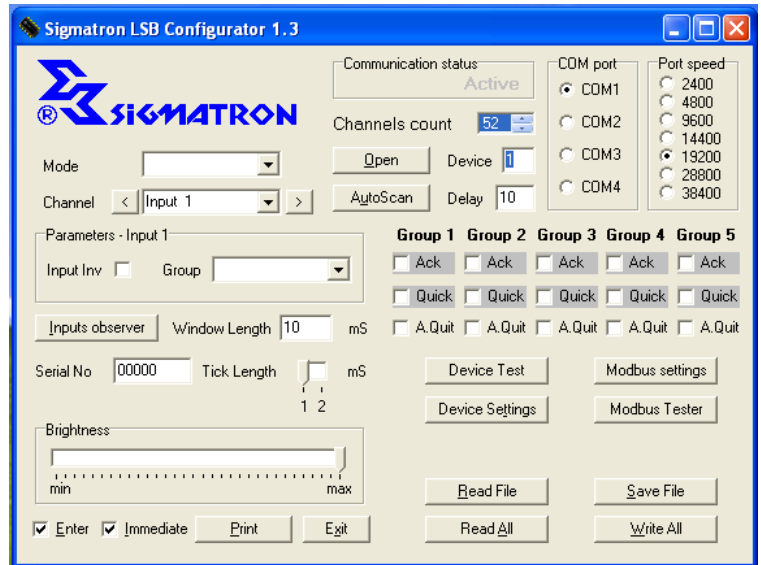 Sigmatron LSB Configurator 1.3
® SIGMATRON
Communication status
Active
Channels count 52
Open Device 1
AutoScan Delay 10
COM port
COM1
COM2
COM3
COM4
Port speed
2400
4800
9600
14400
19200
28800
38400
Mode
Channel < Input 1 >
Parameters - Input 1
Input Inv Group
Group 1 Group 2 Group 3 Group 4 Group 5
Ack Ack Ack Ack Ack
Quick Quick Quick Quick Quick
A.Quit A.Quit A.Quit A.Quit A.Quit
Inputs observer Window Length 10 mS
Serial No 00000 Tick Length mS
1 2
Device Test Modbus settings
Device Settings Modbus Tester
Brightness
min max
Read File Save File
Enter Immediate Print Exit Read All Write All